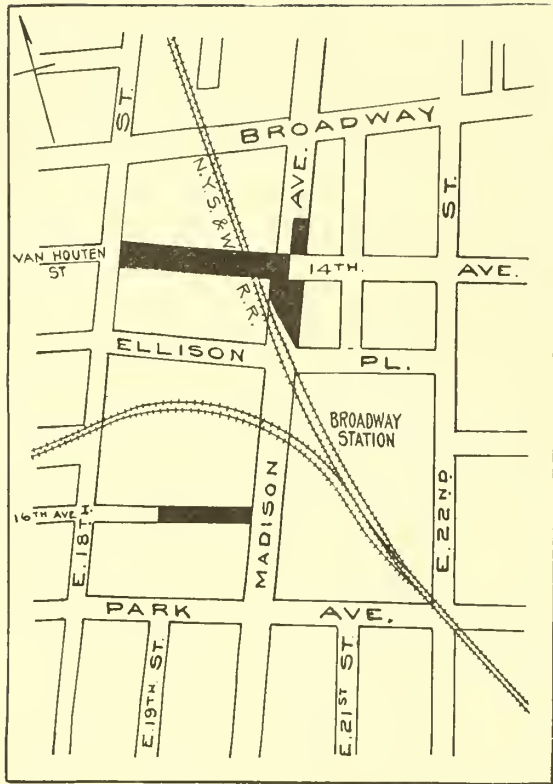 ST.
BROADWAY
AVE.
N.Y.S. & W. R.R.
ST.
VAN HOUTEN
ST
14TH.
AVE.
ELLISON
PL.
BROADWAY
STATION
16TH AVE
E. 18TH.
MADISON
E. 22ND.
PARK
AVE.
E. 19TH ST.
E. 21ST ST.